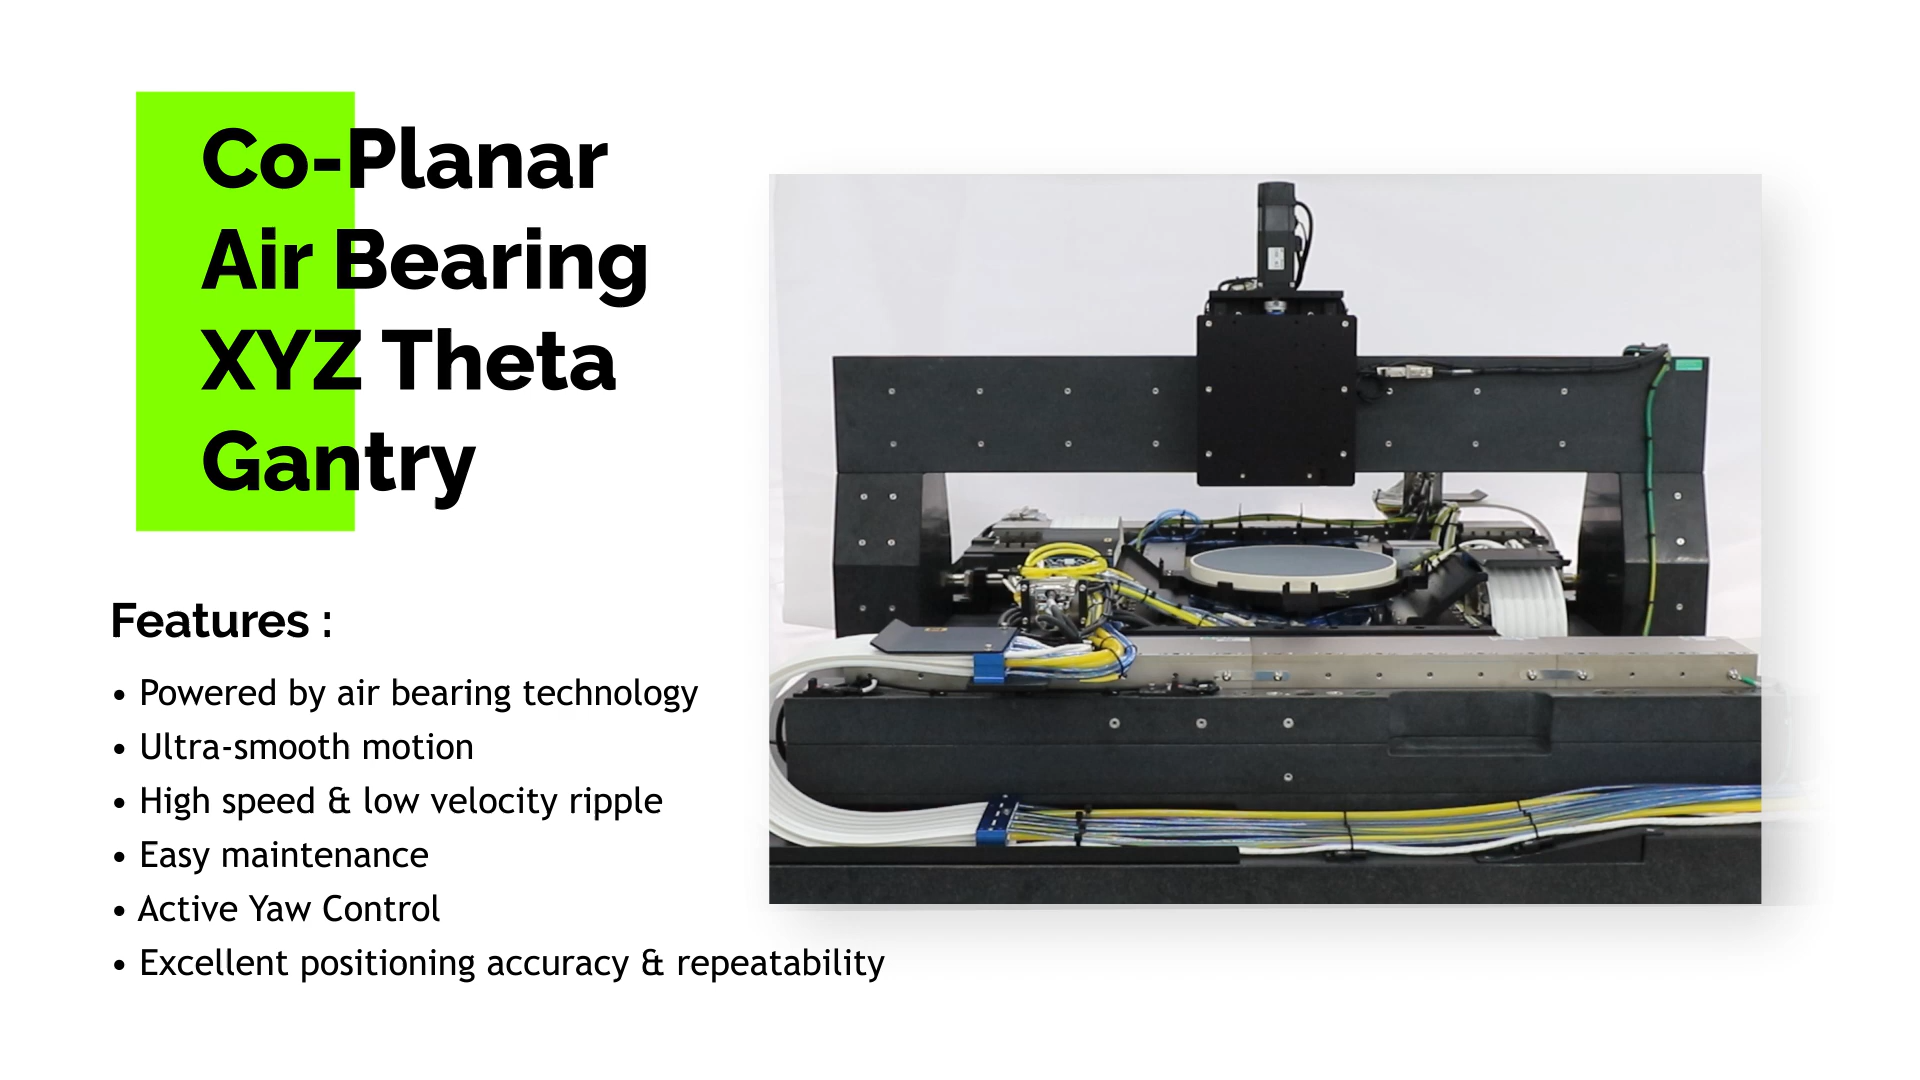 Co-Planar
Air Bearing
XYZ Theta
Gantry
Features :
• Powered by air bearing technology
• Ultra-smooth motion
• High speed & low velocity ripple
• Easy maintenance
• Active Yaw Control
• Excellent positioning accuracy & repeatability